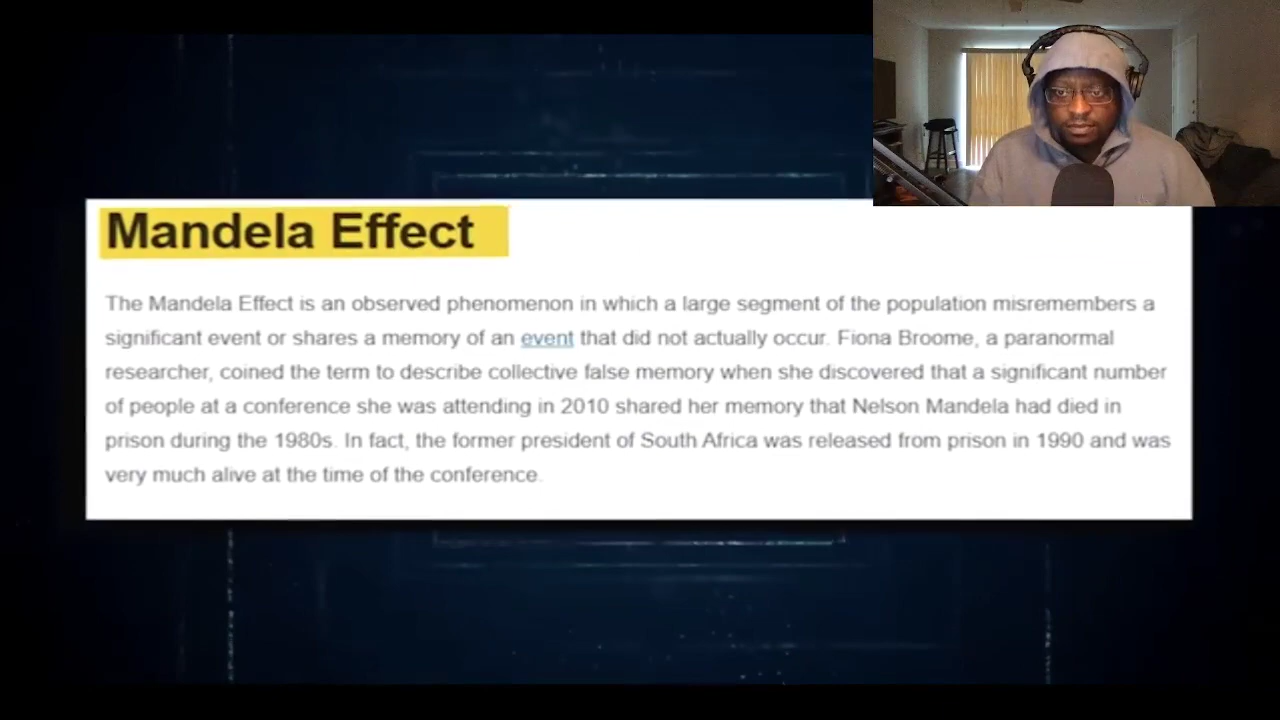 Mandela Effect
The Mandela Effect is an observed phenomenon in which a large segment of the population misremembers a
significant event or shares a memory of an event that did not actually occur. Fiona Broome, a paranormal
researcher, coined the term to describe collective false memory when she discovered that a significant number
of people at a conference she was attending in 2010 shared her memory that Nelson Mandela had died in
prison during the 1980s. In fact, the former president of South Africa was released from prison in 1990 and was
very much alive at the time of the conference.